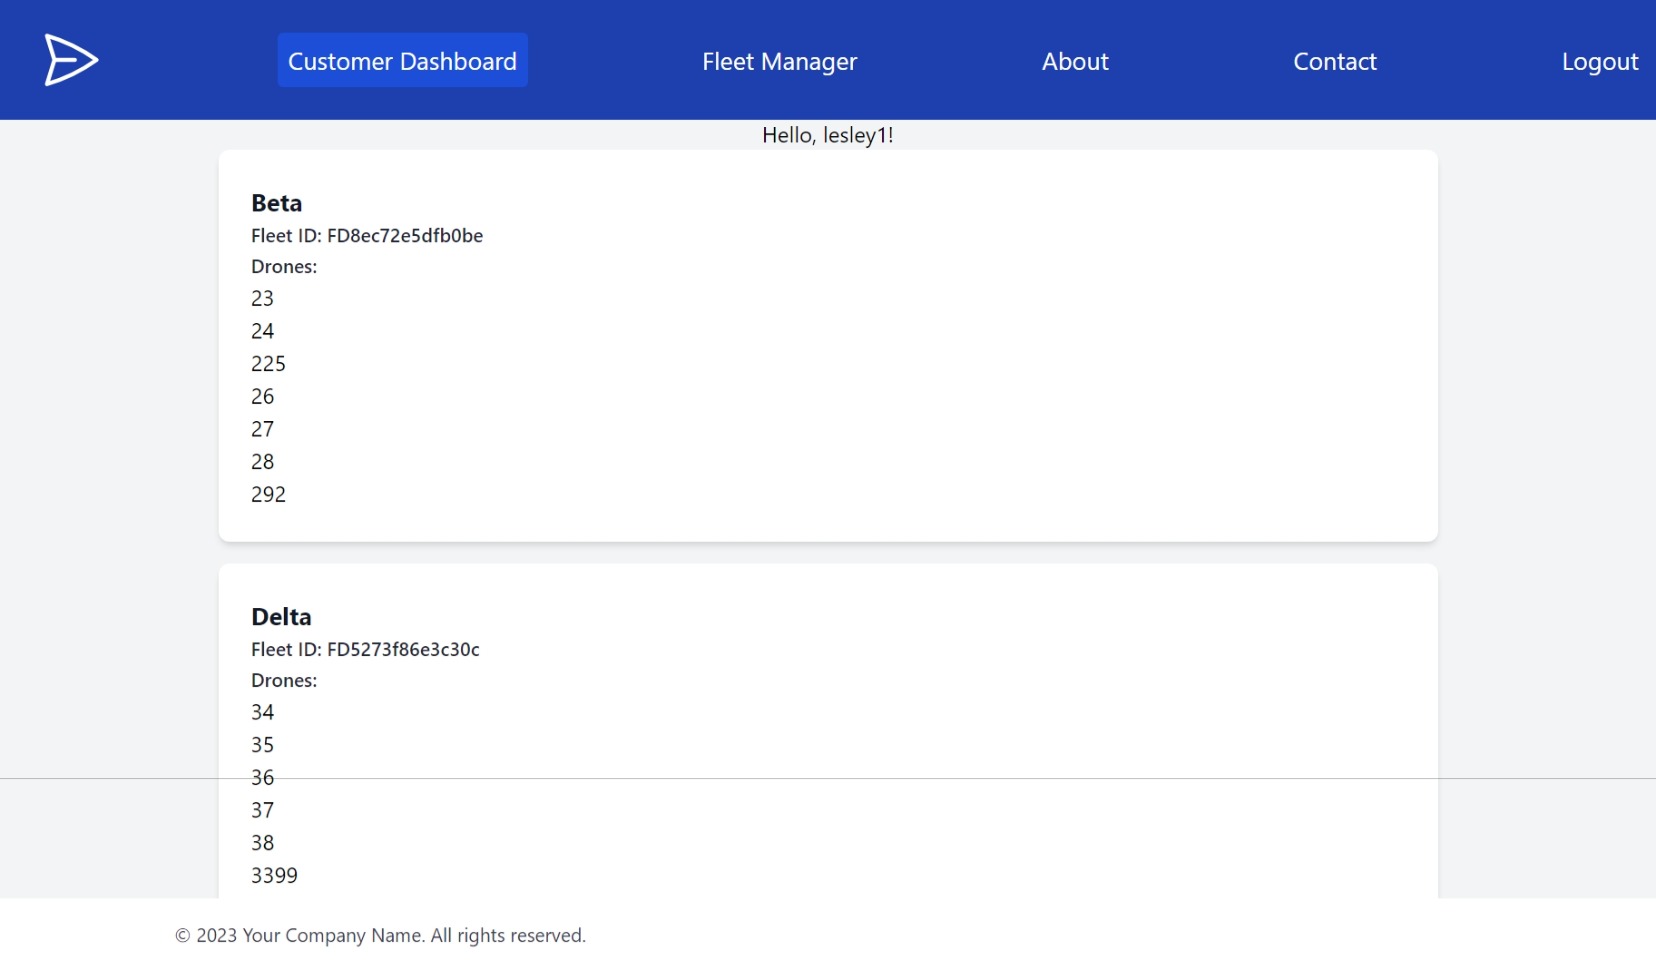 Customer Dashboard Fleet Manager About Contact Logout
Hello, lesley1!
Beta
Fleet ID: FD8ec72e5dfb0be
Drones:
23
24
225
26
27
28
292
Delta
Fleet ID: FD5273f86e3c30c
Drones:
34
35
36
37
38
3399
© 2023 Your Company Name. All rights reserved.